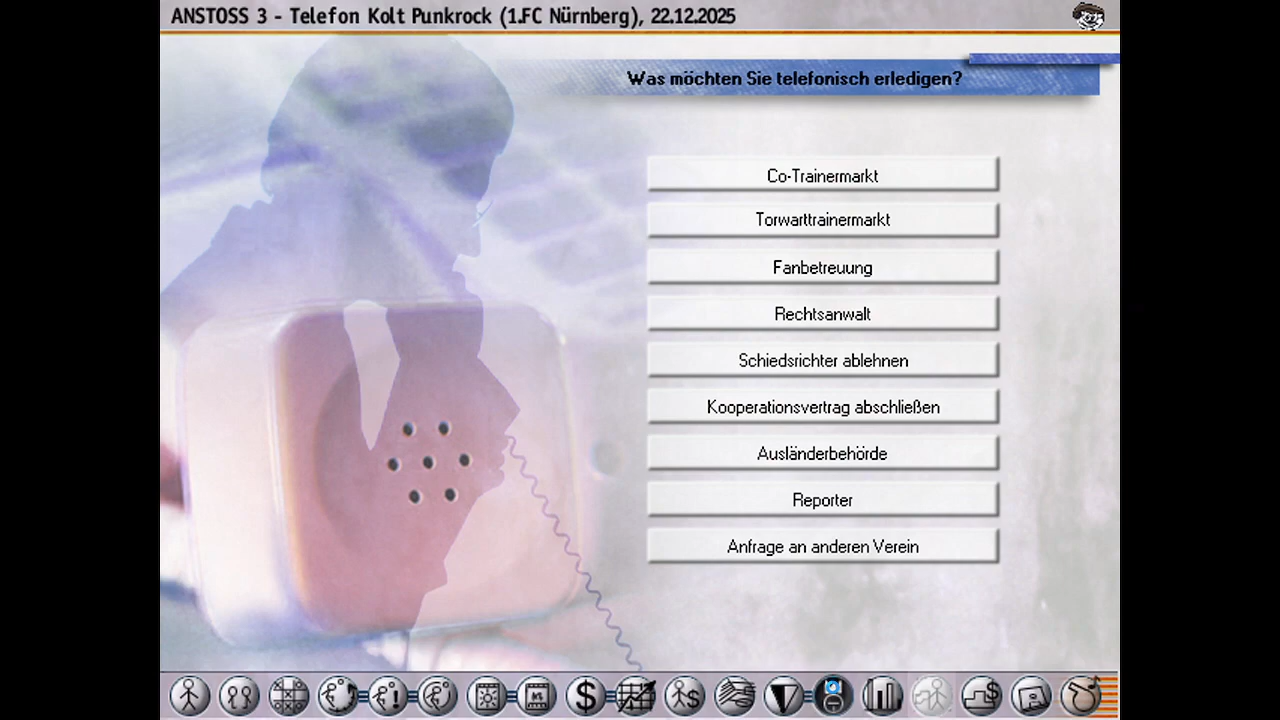 ANSTOSS 3 - Telefon Kolt Punkrock (1.FC Nürnberg), 22.12.2025
Was möchten Sie telefonisch erledigen?
Co-Trainermarkt
Torwarttrainermarkt
Fanbetreuung
Rechtsanwalt
Schiedsrichter ablehnen
Kooperationsvertrag abschließen
Ausländerbehörde
Reporter
Anfrage an anderen Verein